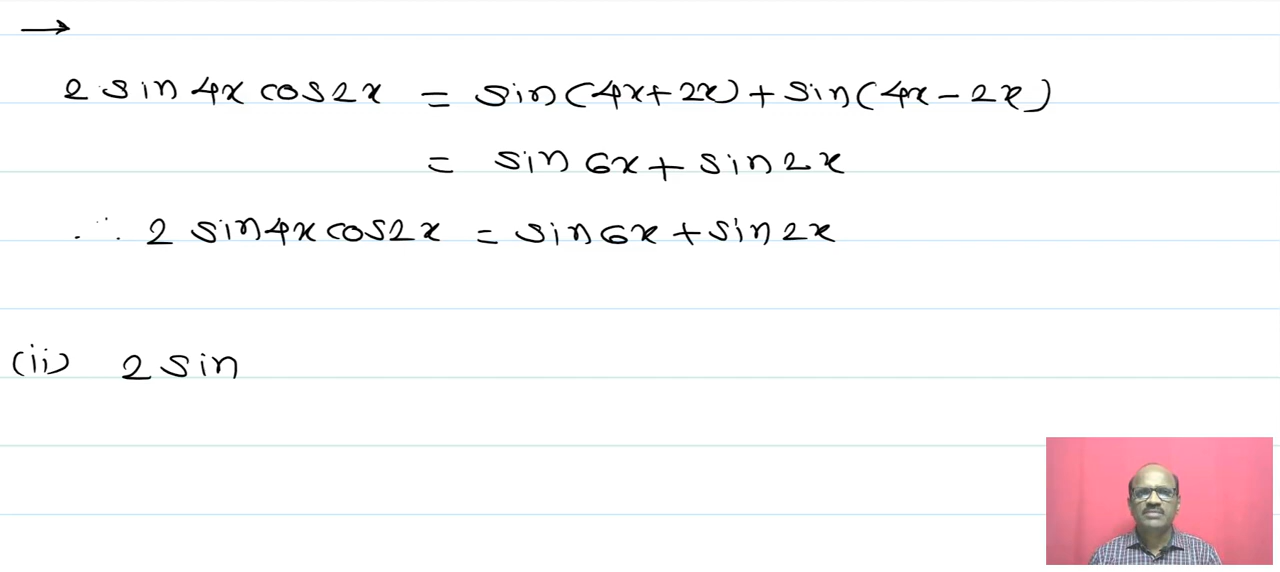 →
2 sin 4x cos 2x = sin(4x+2x) + sin(4x-2x)
= sin 6x + sin 2x
∴ 2 sin 4x cos 2x = sin 6x + sin 2x
(ii) 2 sin